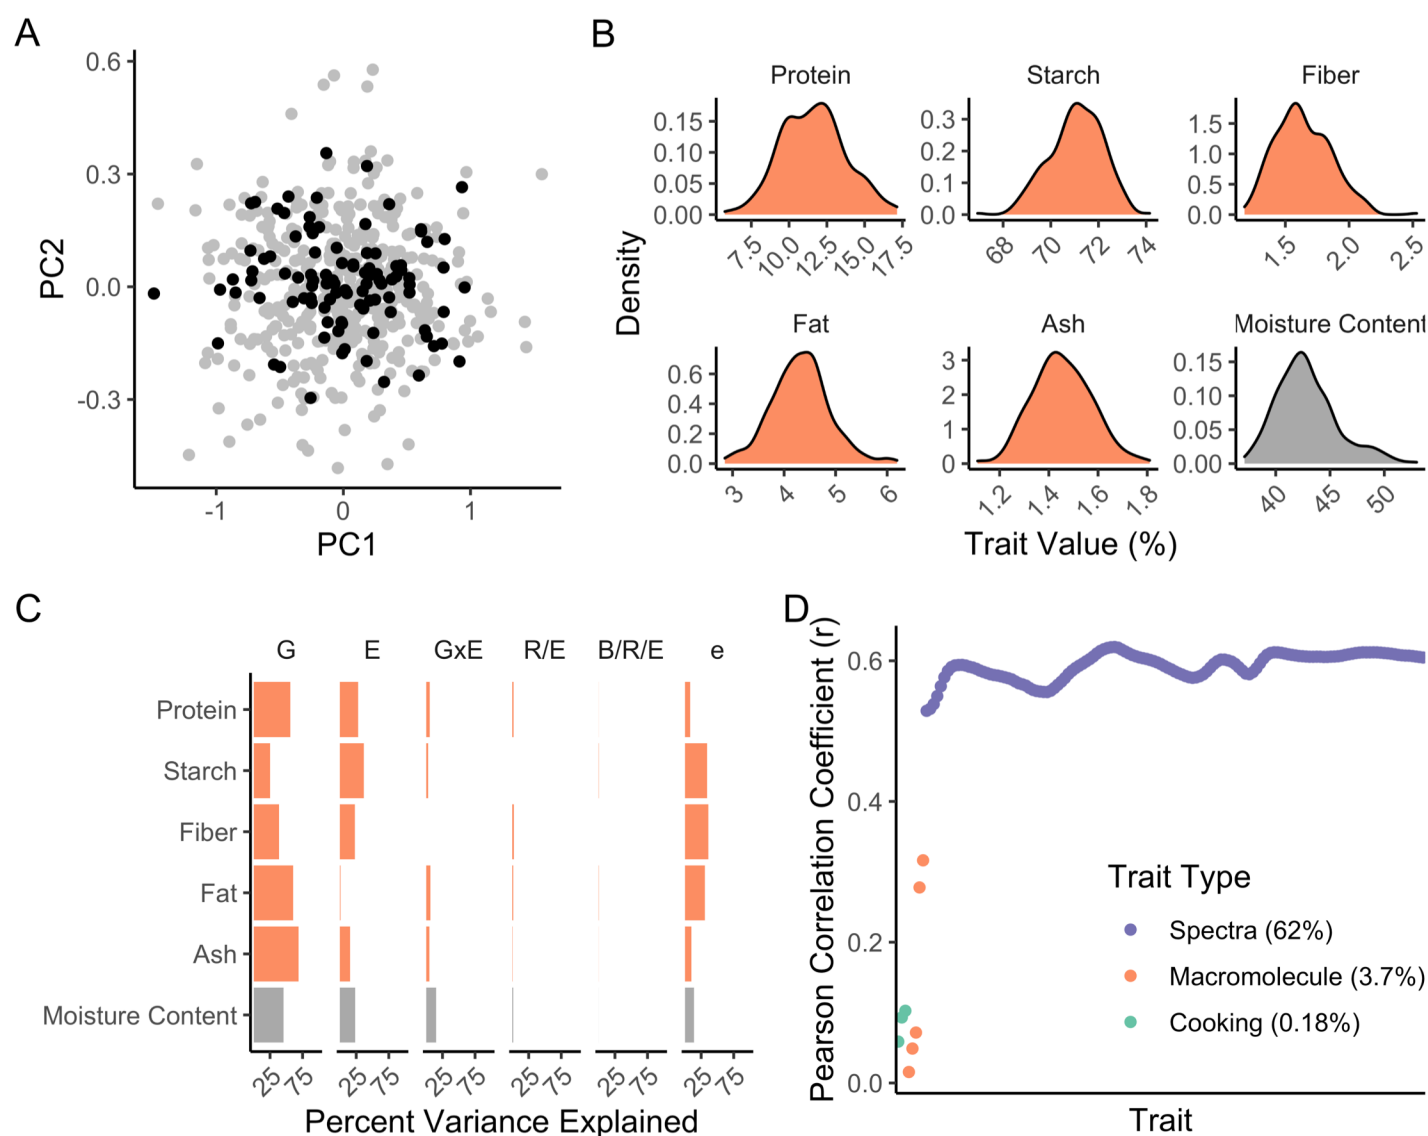 A
0.6
0.3
0.0
-0.3
PC2
-1
0
1
PC1
B
Protein
Starch
Fiber
0.15
0.10
0.05
0.00
0.3
0.2
0.1
0.0
1.5
1.0
0.5
0.0
7.5
10.0
12.5
15.0
17.5
68
70
72
74
1.5
2.0
2.5
Density
Fat
Ash
Moisture Content
0.6
0.4
0.2
0.0
3
2
1
0
0.15
0.10
0.05
0.00
3
4
5
6
1.2
1.4
1.6
1.8
40
45
50
Trait Value (%)
C
G E GxE R/E B/R/E e
Protein
Starch
Fiber
Fat
Ash
Moisture Content
25 75 25 75 25 75 25 75 25 75 25 75
Percent Variance Explained
D
Pearson Correlation Coefficient (r)
0.6
0.4
0.2
0.0
Trait Type
Spectra (62%)
Macromolecule (3.7%)
Cooking (0.18%)
Trait